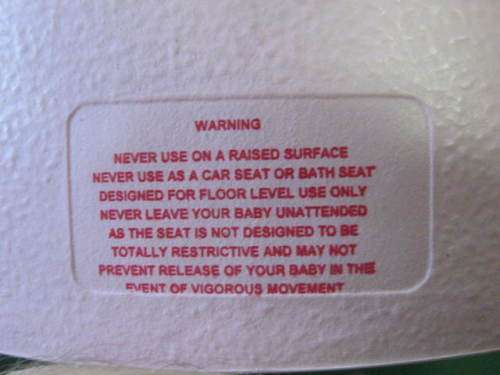 WARNING
NEVER USE ON A RAISED SURFACE
NEVER USE AS A CAR SEAT OR BATH SEAT
DESIGNED FOR FLOOR LEVEL USE ONLY
NEVER LEAVE YOUR BABY UNATTENDED
AS THE SEAT IS NOT DESIGNED TO BE
TOTALLY RESTRICTIVE AND MAY NOT
PREVENT RELEASE OF YOUR BABY IN THE
EVENT OF VIGOROUS MOVEMENT